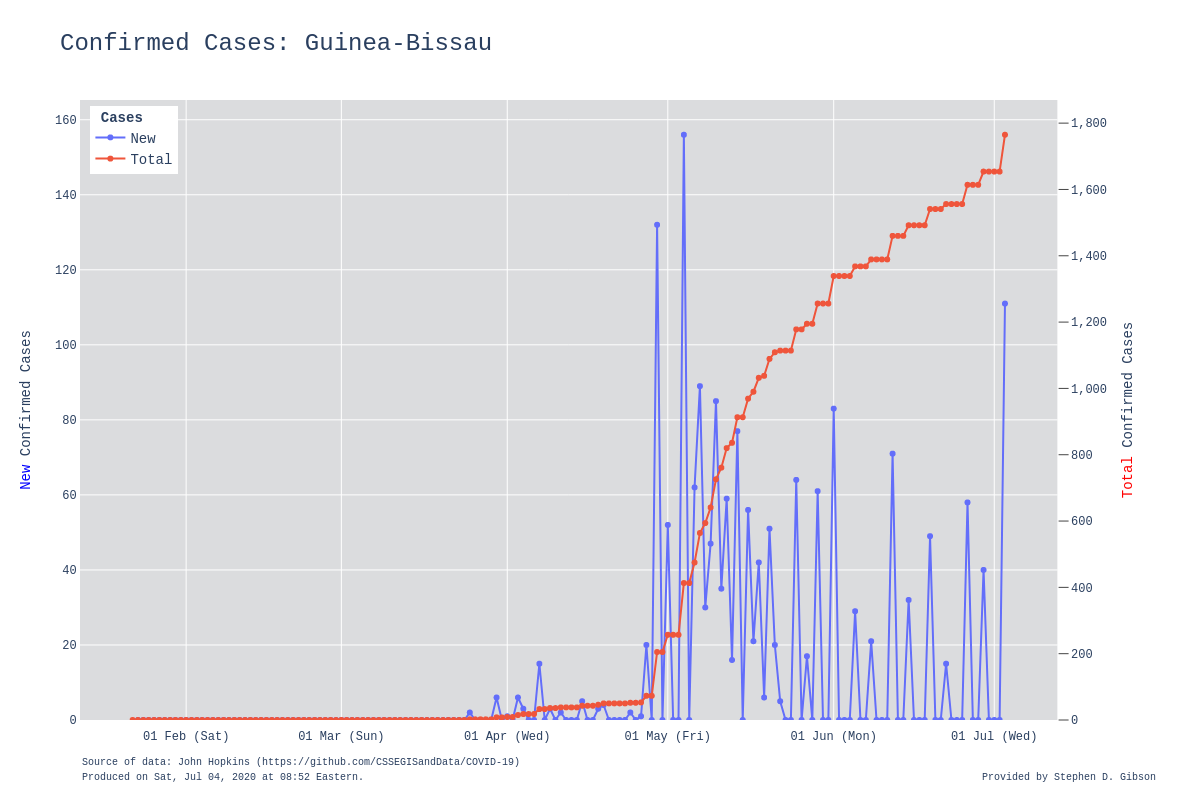 Confirmed Cases: Guinea-Bissau
Cases
New
Total
160
140
120
100
80
60
40
20
0
1,800
1,600
1,400
1,200
1,000
800
600
400
200
0
New Confirmed Cases
Total Confirmed Cases
01 Feb (Sat)
01 Mar (Sun)
01 Apr (Wed)
01 May (Fri)
01 Jun (Mon)
01 Jul (Wed)
Source of data: John Hopkins (https://github.com/CSSEGISandData/COVID-19)
Produced on Sat, Jul 04, 2020 at 08:52 Eastern.
Provided by Stephen D. Gibson